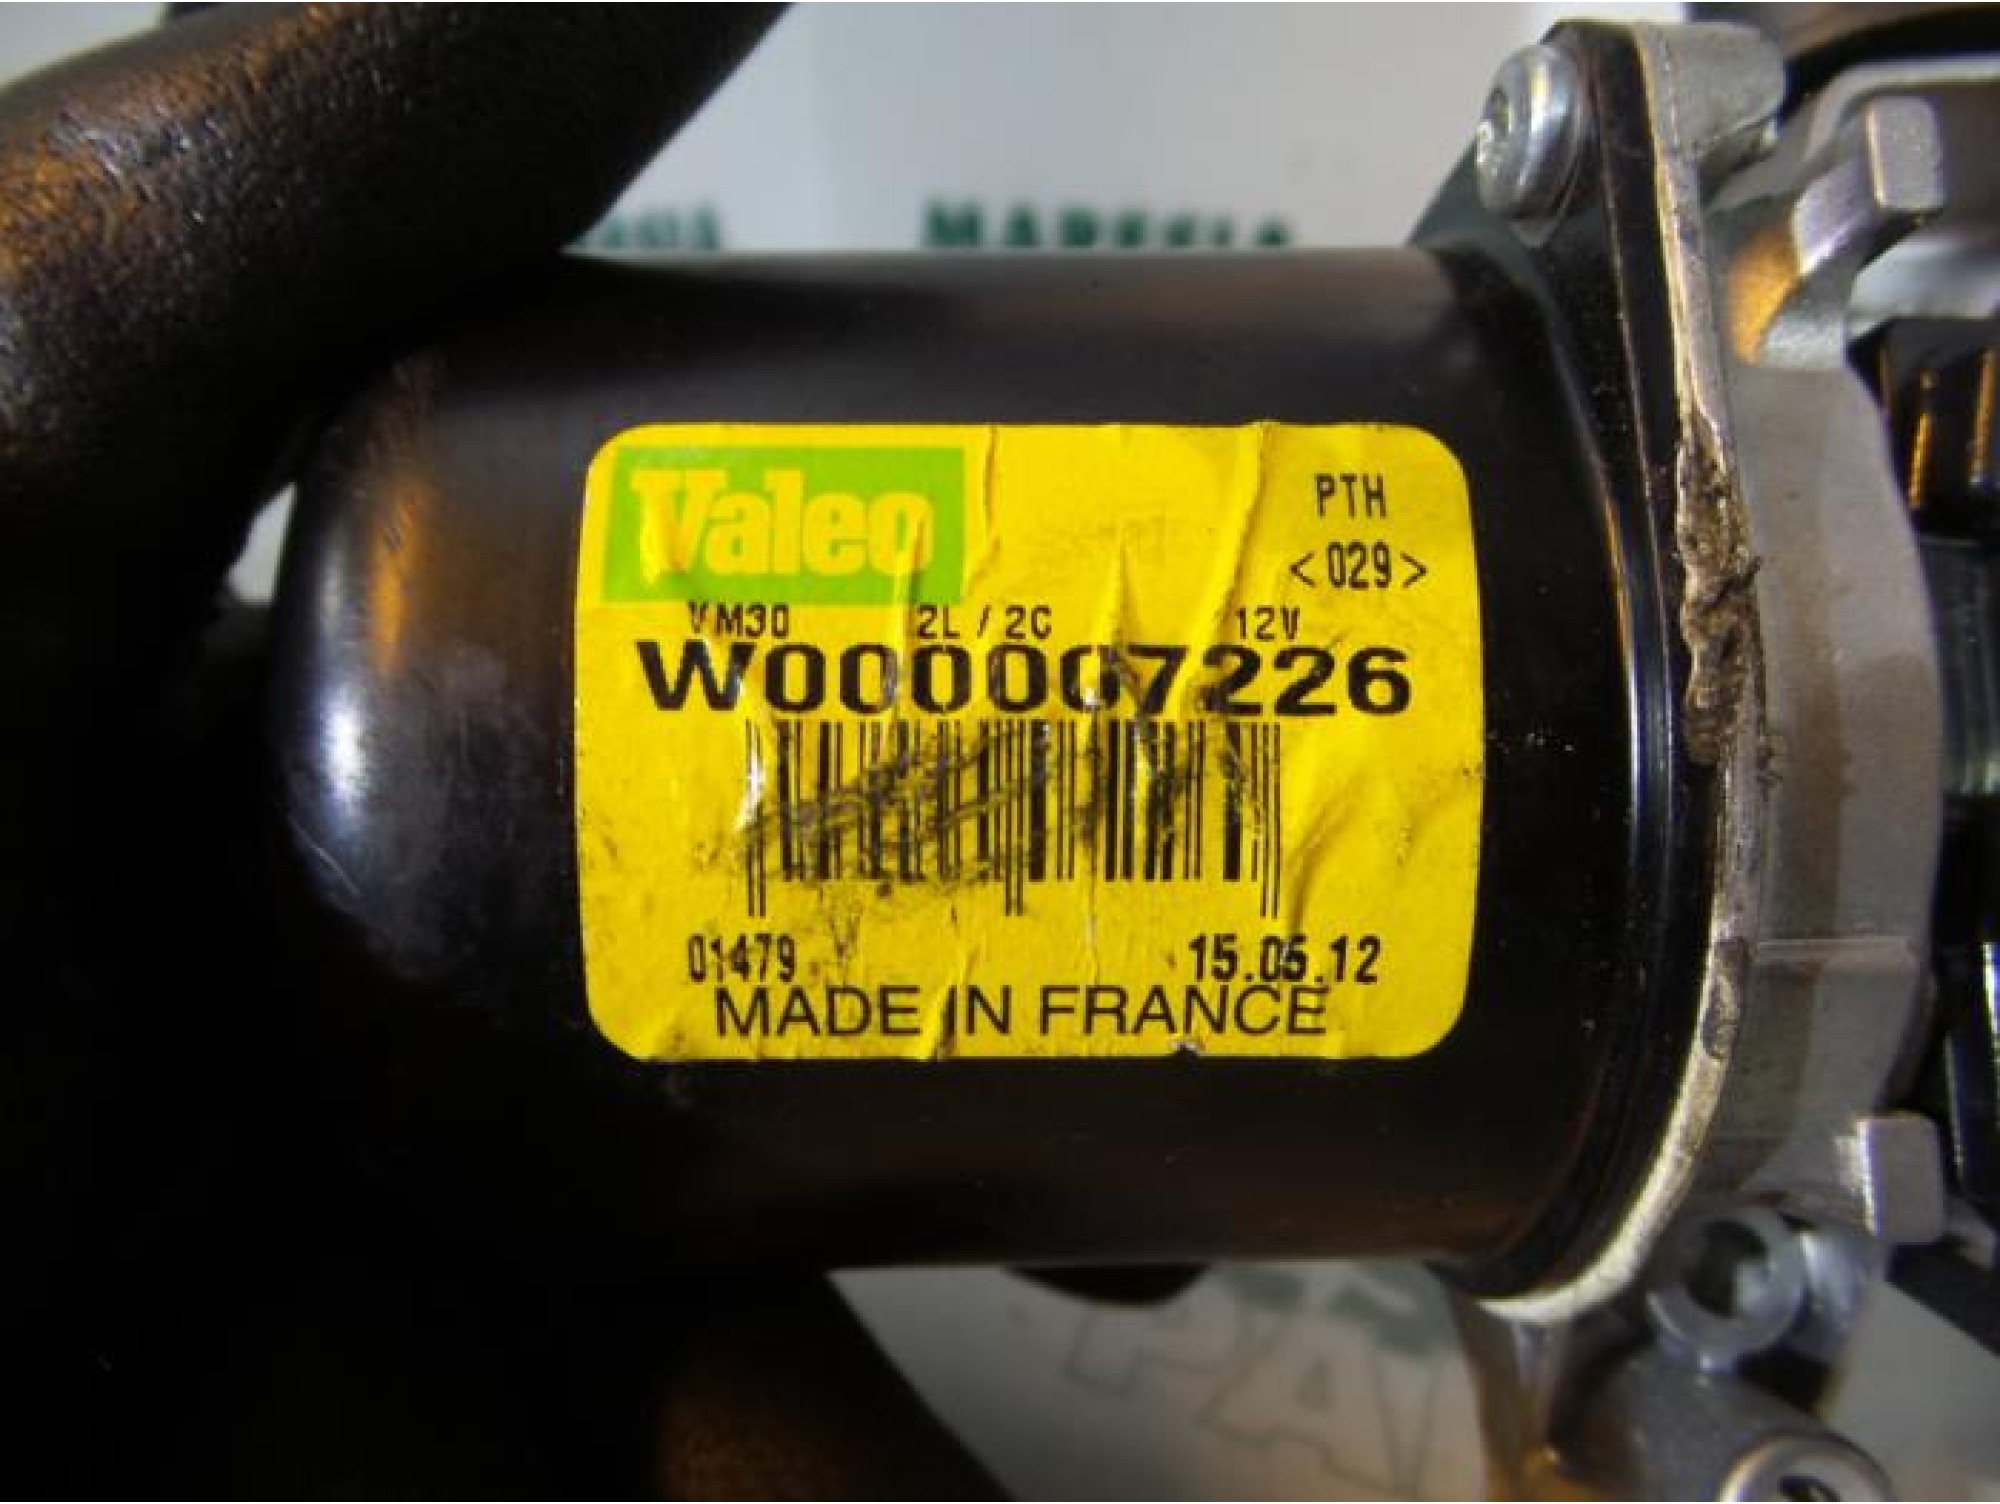 Valeo
PTH
<029>
VM30 2L / 2C 12V
W000007226
01479 15.05.12
MADE IN FRANCE